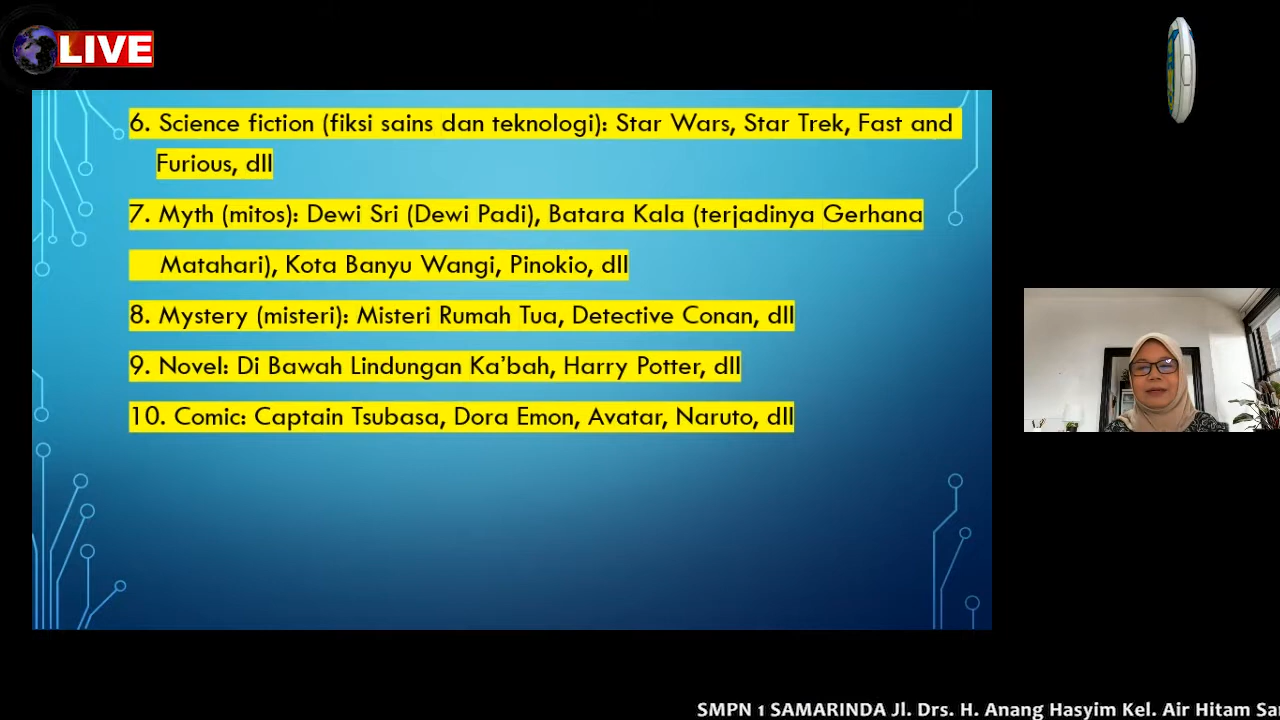 LIVE
6. Science fiction (fiksi sains dan teknologi): Star Wars, Star Trek, Fast and
Furious, dll
7. Myth (mitos): Dewi Sri (Dewi Padi), Batara Kala (terjadinya Gerhana
Matahari), Kota Banyu Wangi, Pinokio, dll
8. Mystery (misteri): Misteri Rumah Tua, Detective Conan, dll
9. Novel: Di Bawah Lindungan Ka’bah, Harry Potter, dll
10. Comic: Captain Tsubasa, Dora Emon, Avatar, Naruto, dll
SMPN 1 SAMARINDA Jl. Drs. H. Anang Hasyim Kel. Air Hitam